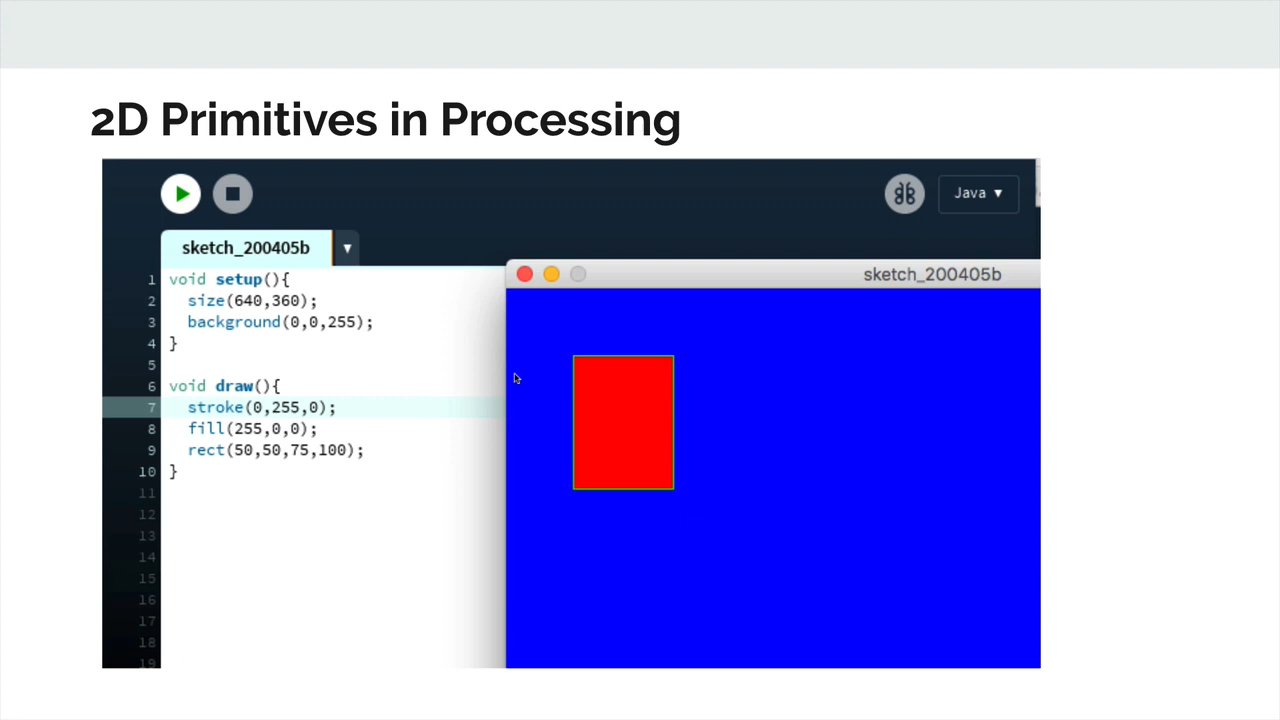 2D Primitives in Processing
Java ▼
sketch_200405b ▼
sketch_200405b
1 void setup(){
2   size(640,360);
3   background(0,0,255);
4 }
5
6 void draw(){
7   stroke(0,255,0);
8   fill(255,0,0);
9   rect(50,50,75,100);
10 }
11
12
13
14
15
16
17
18
19